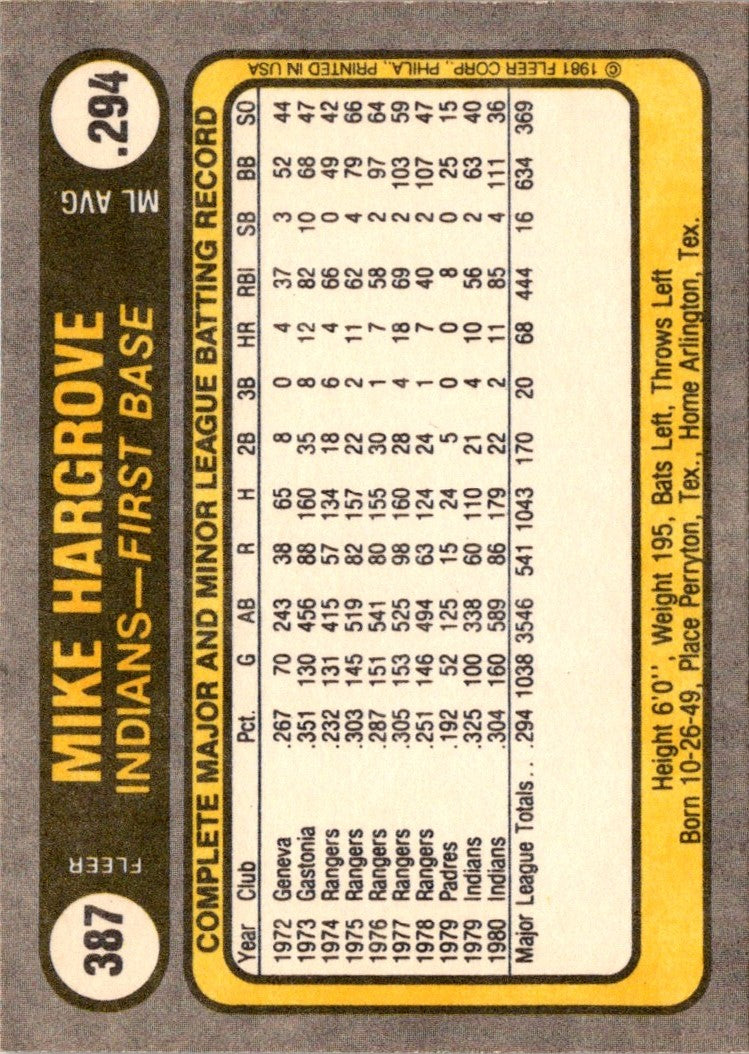 387
FLEER
MIKE HARGROVE
INDIANS—FIRST BASE
ML AVG.
.294
COMPLETE MAJOR AND MINOR LEAGUE BATTING RECORD
Year Club Pct. G AB R H 2B 3B HR RBI SB BB SO
1972 Geneva .267 70 243 38 65 8 0 4 37 3 52 44
1973 Gastonia .351 130 456 88 160 35 8 12 82 10 68 47
1974 Rangers .232 131 415 57 134 18 6 4 66 0 49 42
1975 Rangers .303 145 519 82 157 22 2 11 62 4 79 66
1976 Rangers .287 151 541 80 155 30 1 7 58 2 97 64
1977 Rangers .305 153 525 98 160 28 4 18 69 2 103 59
1978 Rangers .251 146 494 63 124 24 1 7 40 2 107 47
1979 Padres .192 52 125 15 24 5 0 0 8 0 25 15
1979 Indians .325 100 338 60 110 21 4 10 56 2 63 40
1980 Indians .304 160 589 86 179 22 2 11 85 4 111 36
Major League Totals . . .294 1038 3546 541 1043 170 20 68 444 16 634 369
Height 6'0'', Weight 195, Bats Left, Throws Left
Born 10-26-49, Place Perryton, Tex., Home Arlington, Tex.
© 1981 FLEER CORP., PHILA., PRINTED IN USA